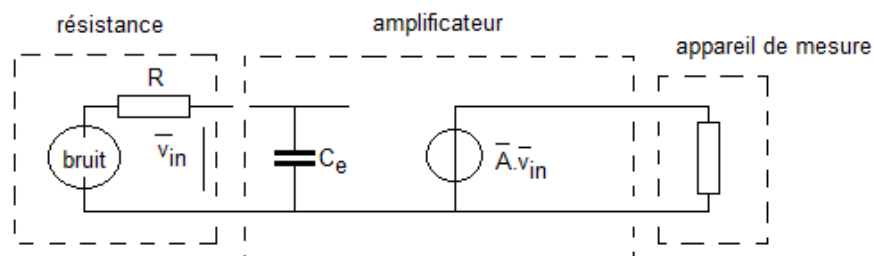 résistance
amplificateur
appareil de mesure
R
bruit
v̅in
Ce
A̅.v̅in